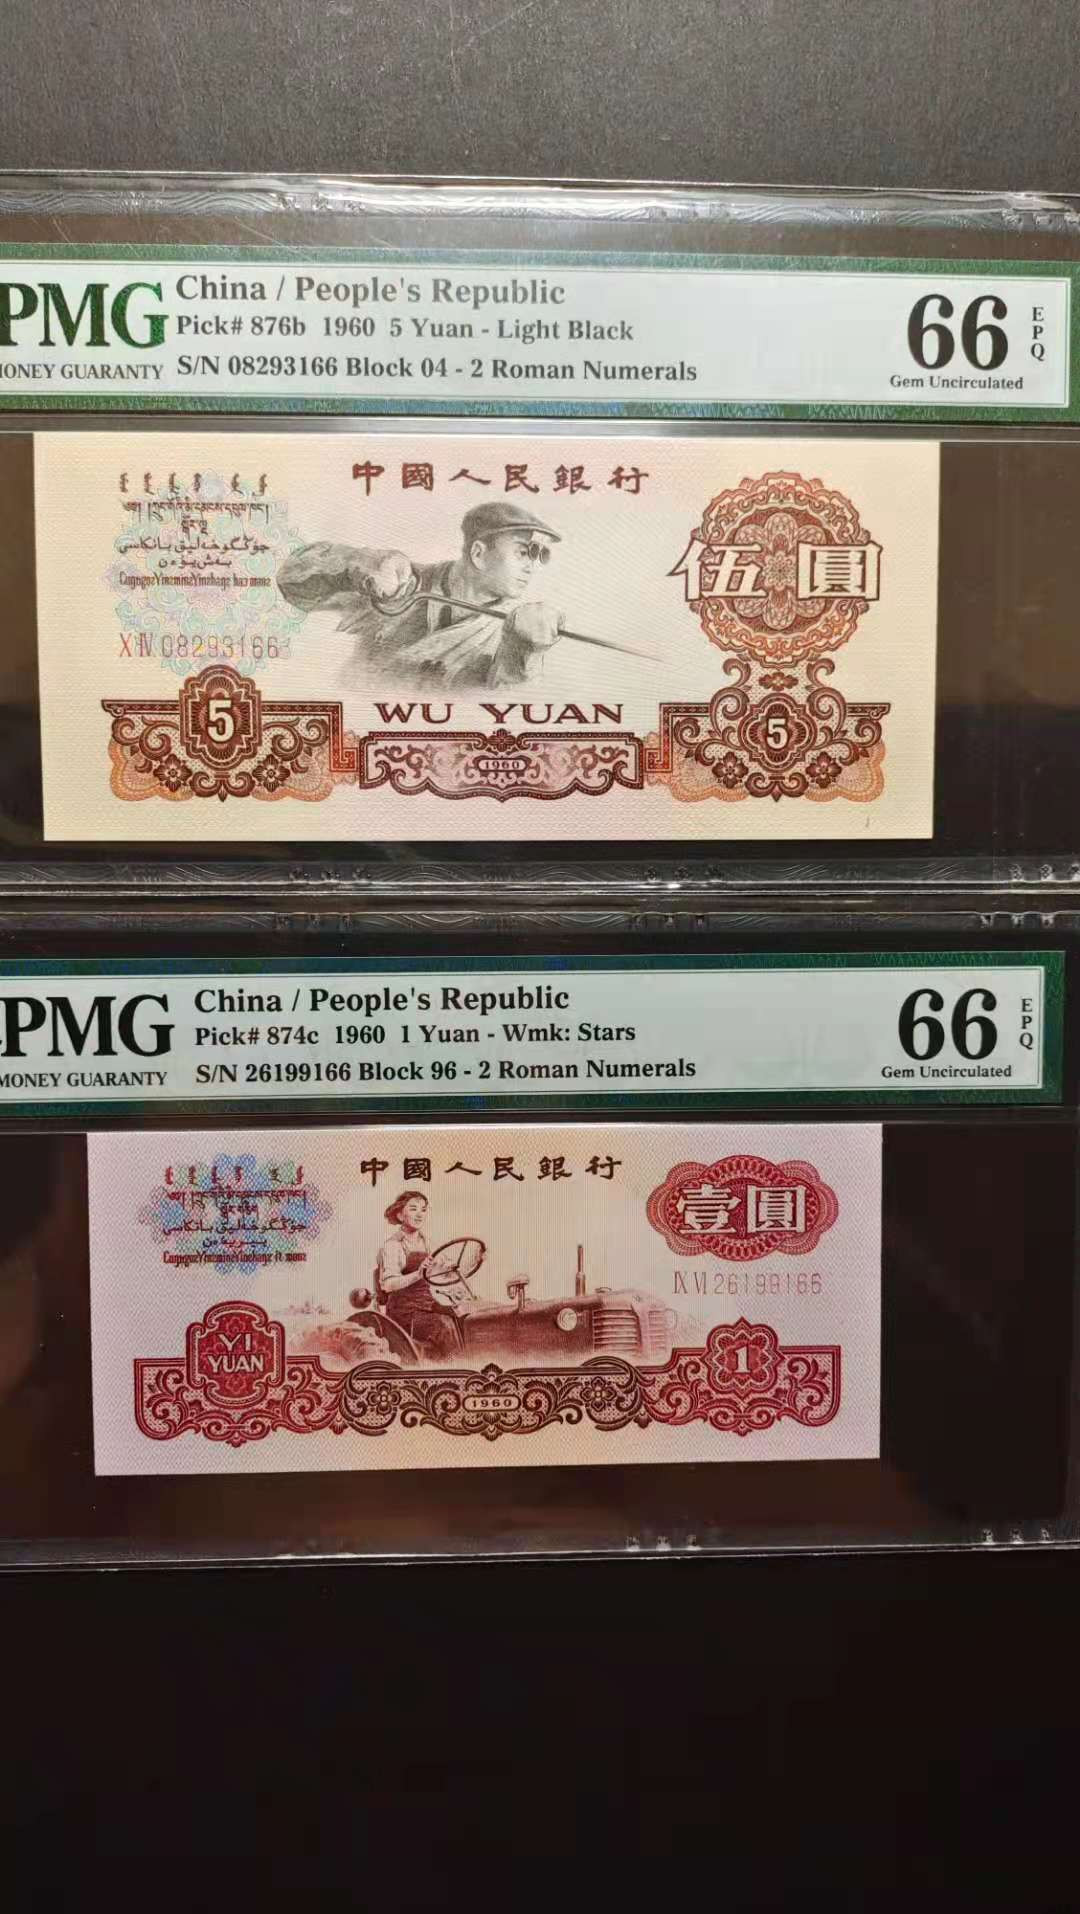 PMG
China / People's Republic
Pick# 876b 1960 5 Yuan - Light Black
MONEY GUARANTY
S/N 08293166 Block 04 - 2 Roman Numerals
66
EPQ
Gem Uncirculated
中國人民銀行
伍圓
X IV 08293166
5
WU YUAN
5
1960
PMG
China / People's Republic
Pick# 874c 1960 1 Yuan - Wmk: Stars
MONEY GUARANTY
S/N 26199166 Block 96 - 2 Roman Numerals
66
EPQ
Gem Uncirculated
中國人民銀行
壹圓
IX VI 26199166
YI
YUAN
1
1960